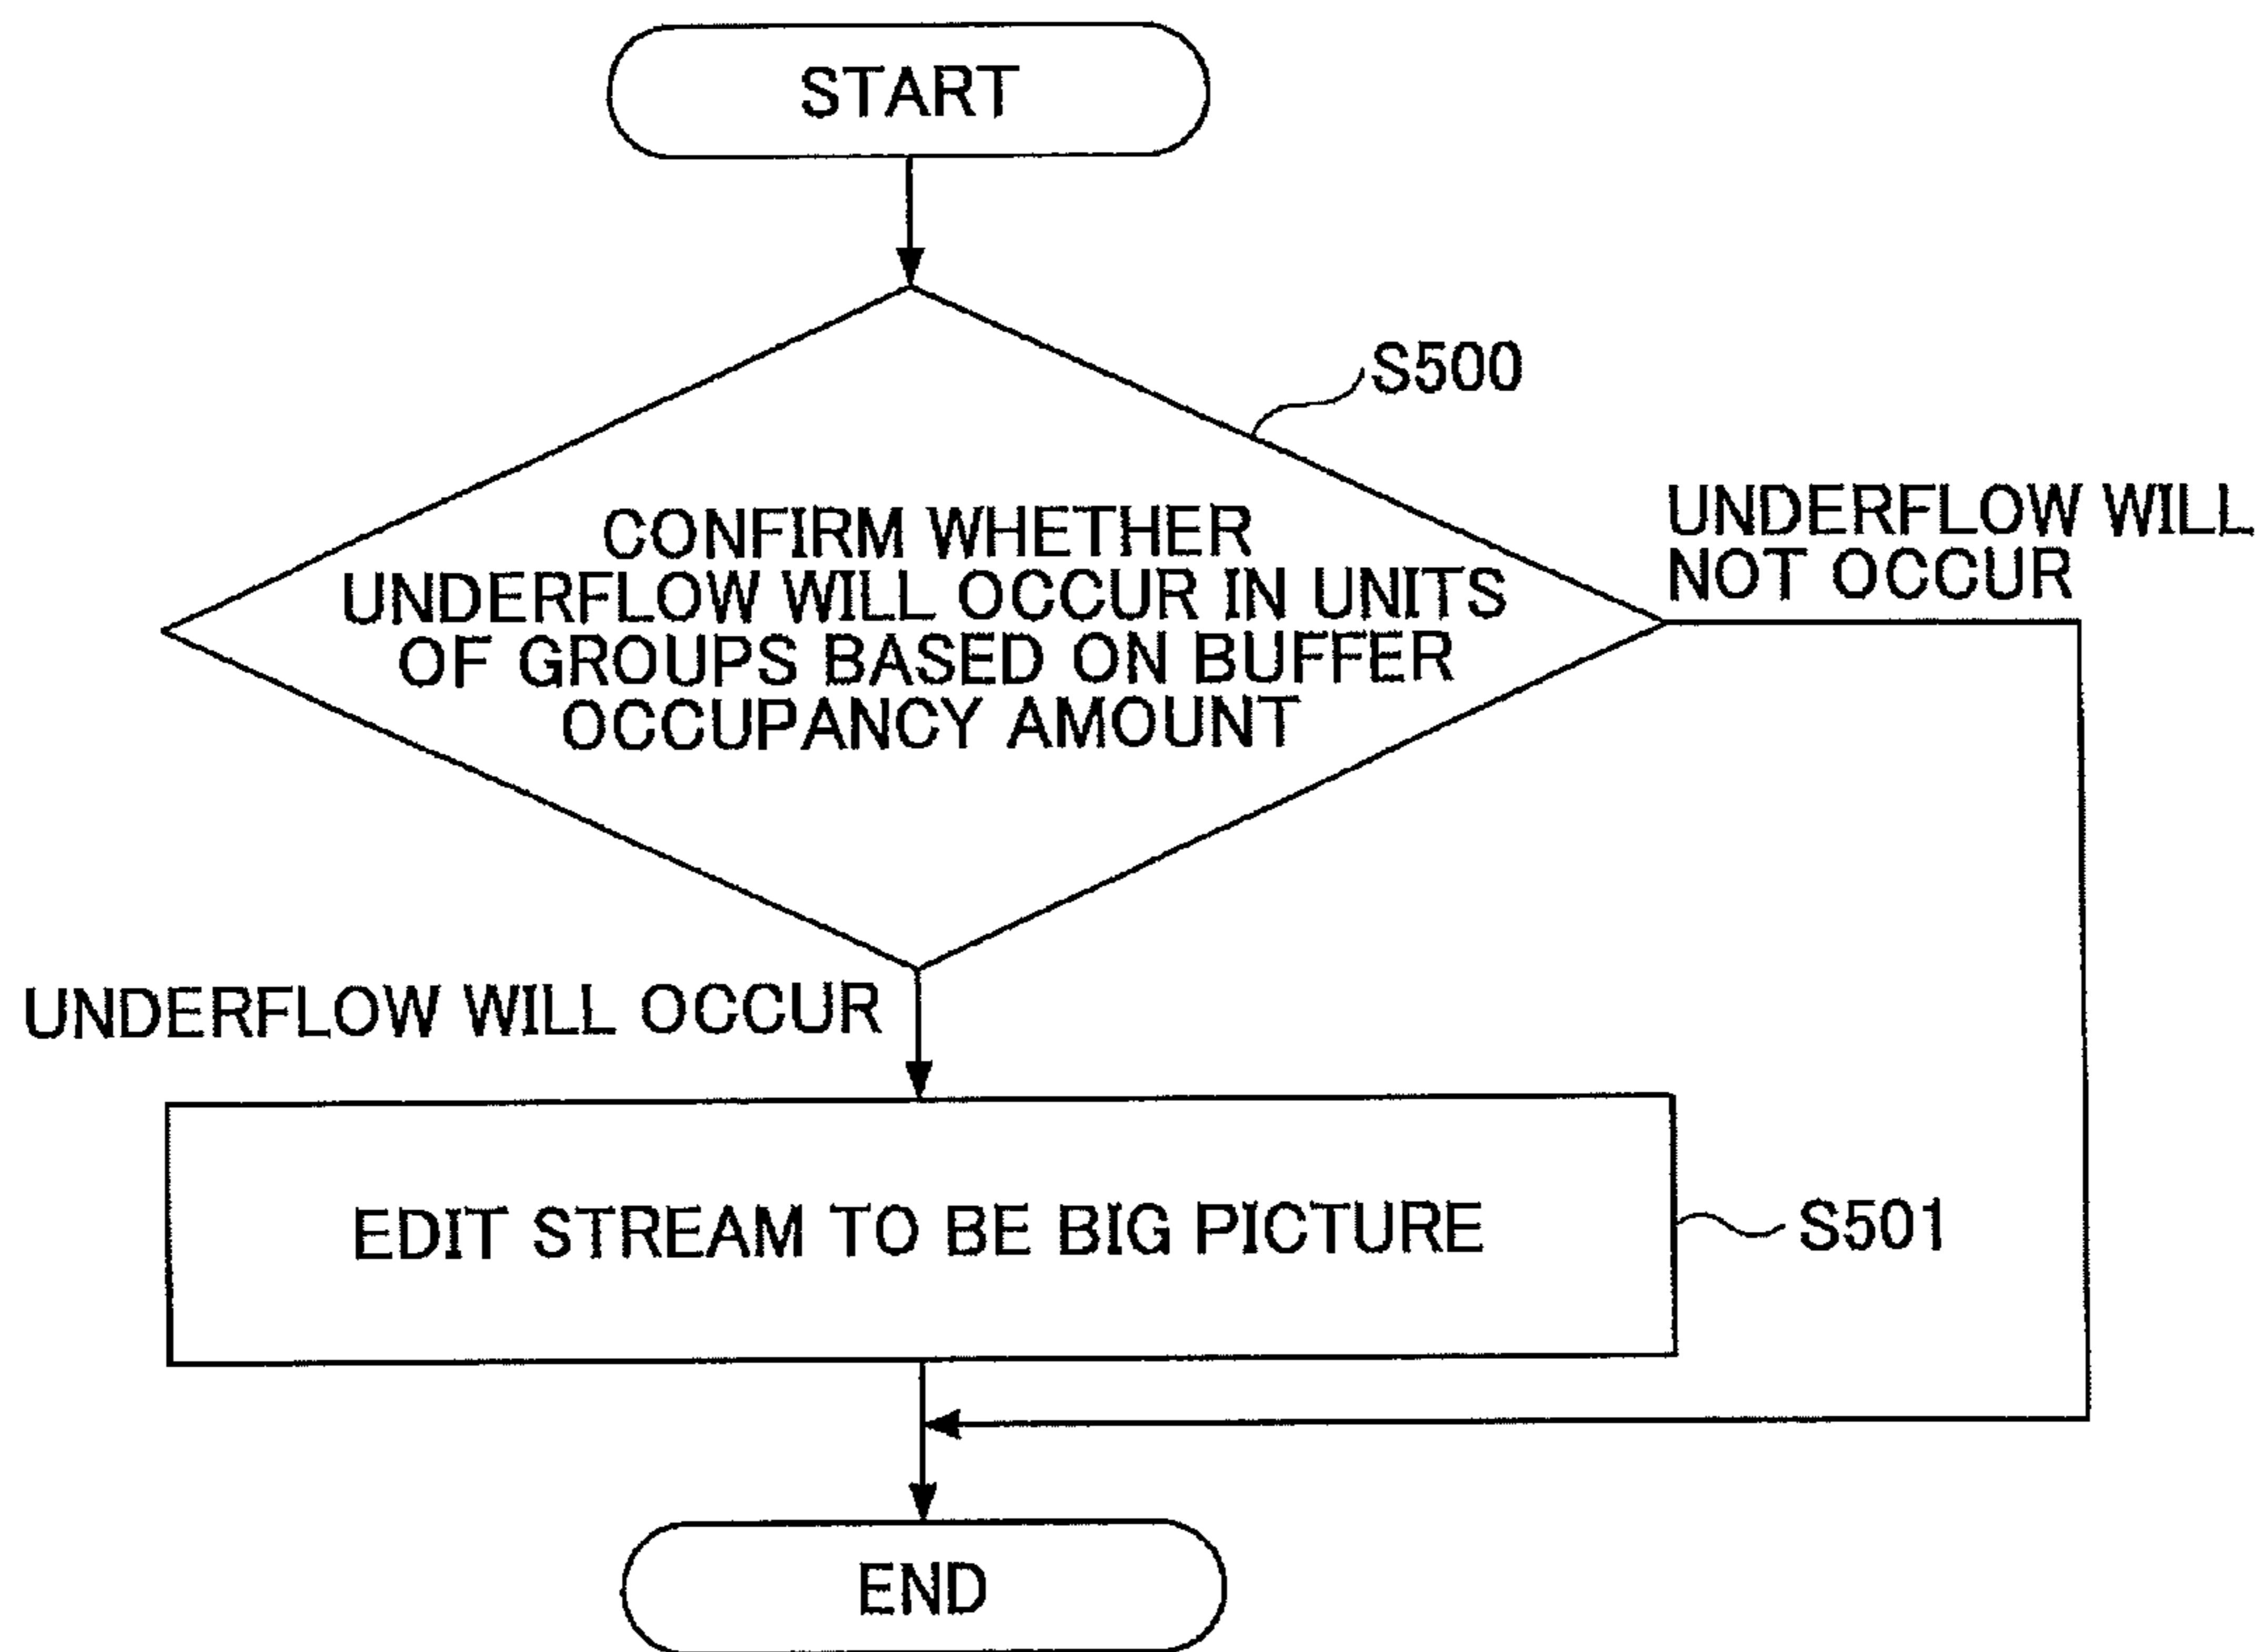 START
S500
CONFIRM WHETHER
UNDERFLOW WILL OCCUR IN UNITS
OF GROUPS BASED ON BUFFER
OCCUPANCY AMOUNT
UNDERFLOW WILL
NOT OCCUR
UNDERFLOW WILL OCCUR
EDIT STREAM TO BE BIG PICTURE
S501
END